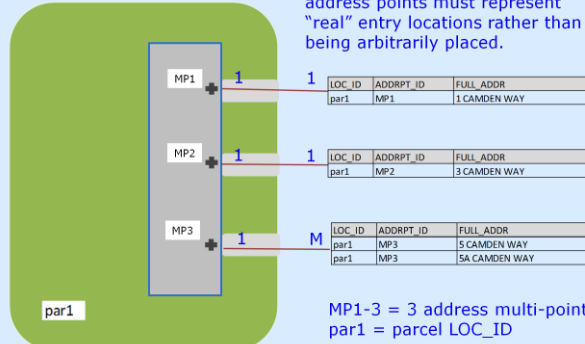 address points must represent
“real” entry locations rather than
being arbitrarily placed.
MP1 1 1
LOC_ID ADDRPT_ID FULL_ADDR
par1 MP1 1 CAMDEN WAY
MP2 1 1
LOC_ID ADDRPT_ID FULL_ADDR
par1 MP2 3 CAMDEN WAY
MP3 1 M
LOC_ID ADDRPT_ID FULL_ADDR
par1 MP3 5 CAMDEN WAY
par1 MP3 5A CAMDEN WAY
par1
MP1-3 = 3 address multi-point
par1 = parcel LOC_ID